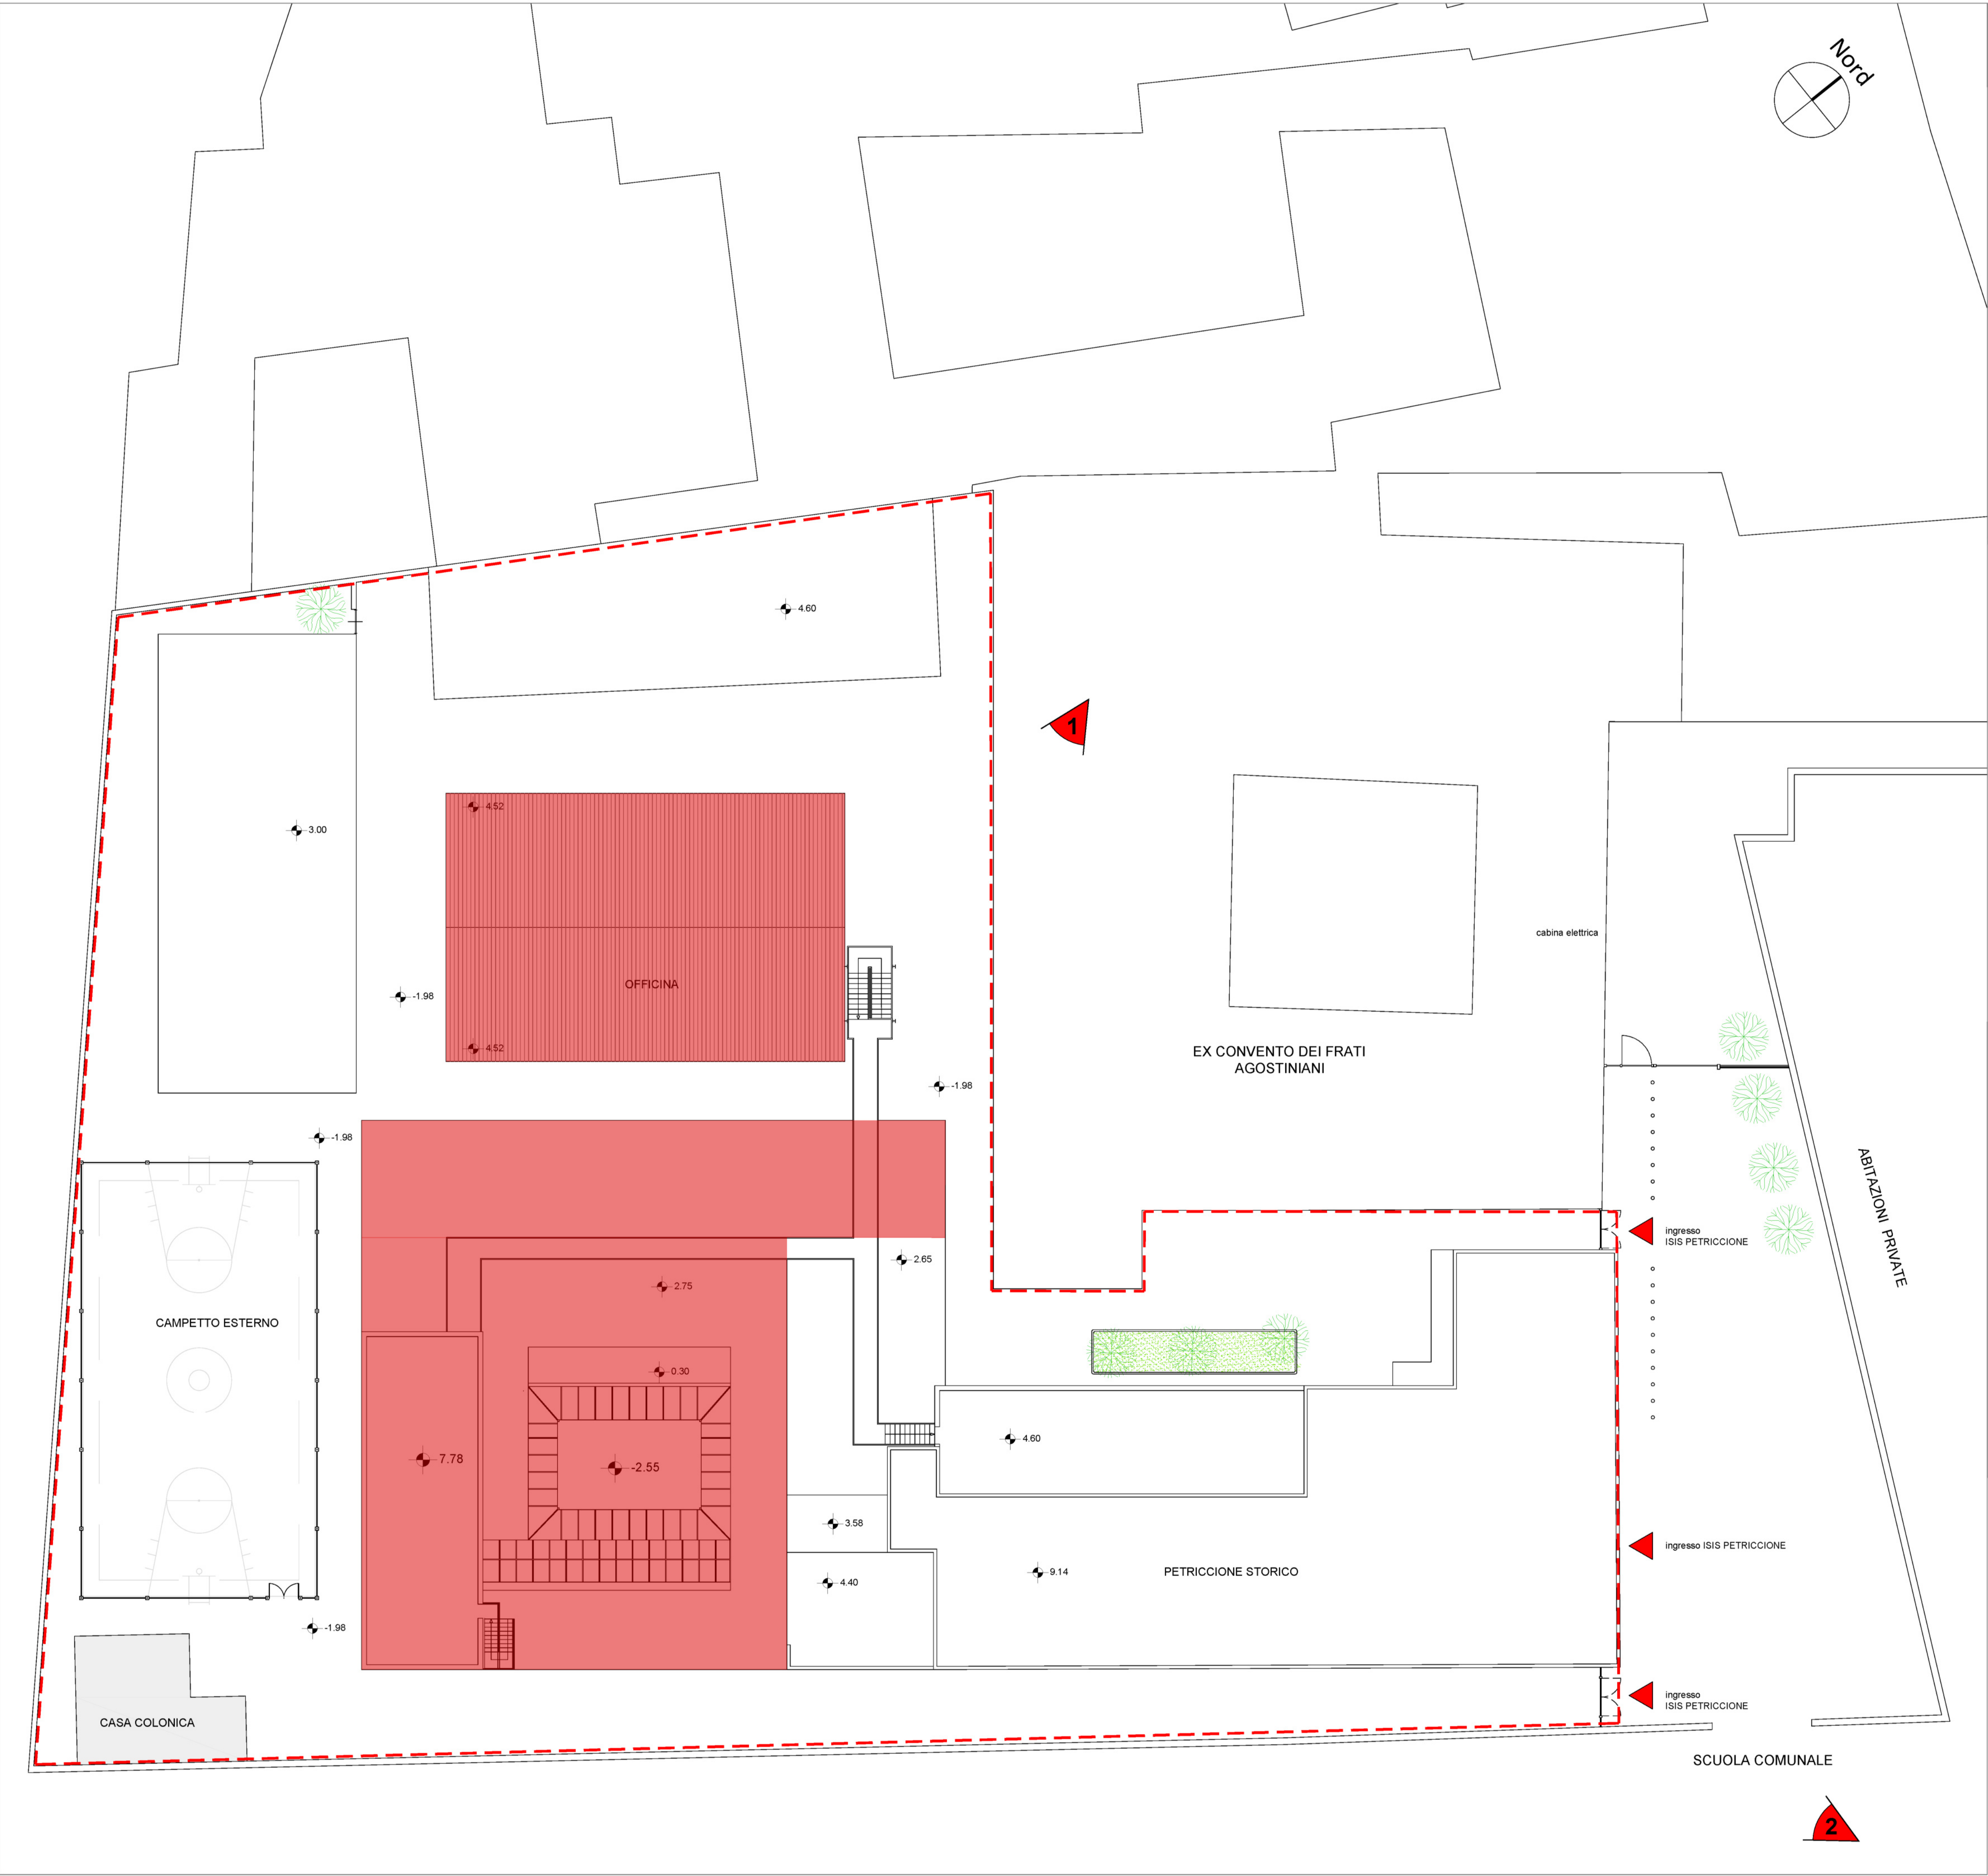 Nord
4.60
1
4.52
3.00
cabina elettrica
OFFICINA
-1.98
4.52
EX CONVENTO DEI FRATI
AGOSTINIANI
-1.98
-1.98
ABITAZIONI PRIVATE
ingresso
ISIS PETRICCIONE
2.65
2.75
CAMPETTO ESTERNO
0.30
4.60
7.78
-2.55
3.58
ingresso ISIS PETRICCIONE
9.14
PETRICCIONE STORICO
4.40
-1.98
ingresso
ISIS PETRICCIONE
CASA COLONICA
SCUOLA COMUNALE
2